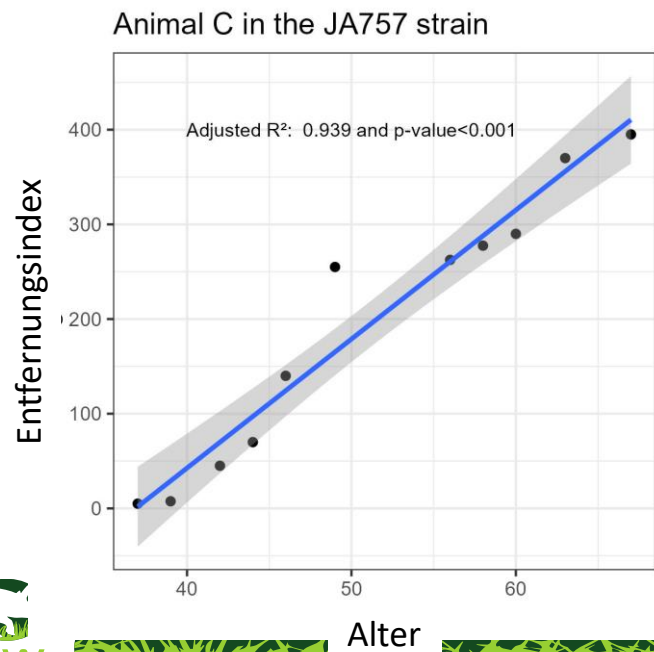 Animal C in the JA757 strain
Adjusted R²: 0.939 and p-value<0.001
Entfernungsindex
400
300
200
100
0
40 50 60
Alter